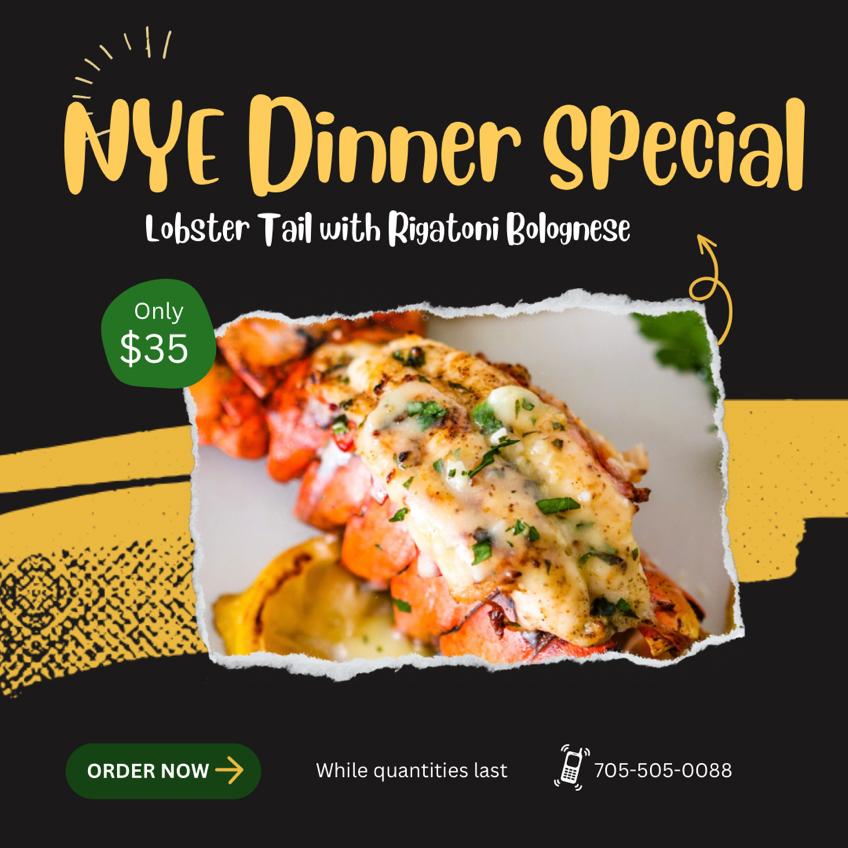 NYE Dinner Special
Lobster Tail with Rigatoni Bolognese
Only
$35
ORDER NOW
While quantities last
705-505-0088